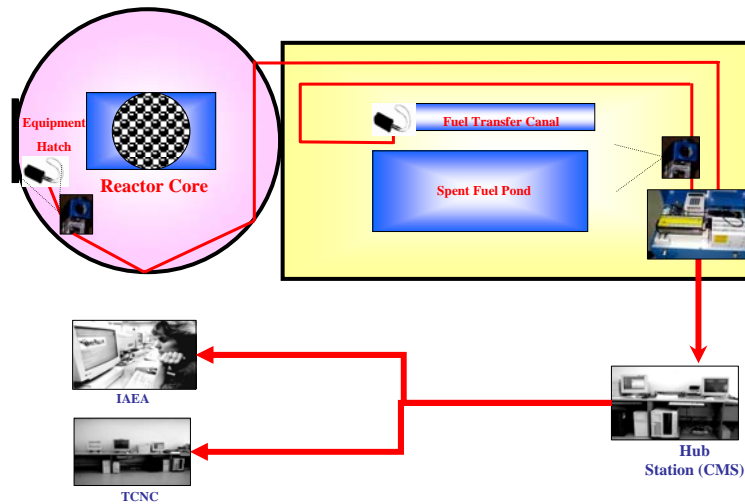 Equipment
Hatch
Reactor Core
Fuel Transfer Canal
Spent Fuel Pond
IAEA
TCNC
Hub
Station (CMS)